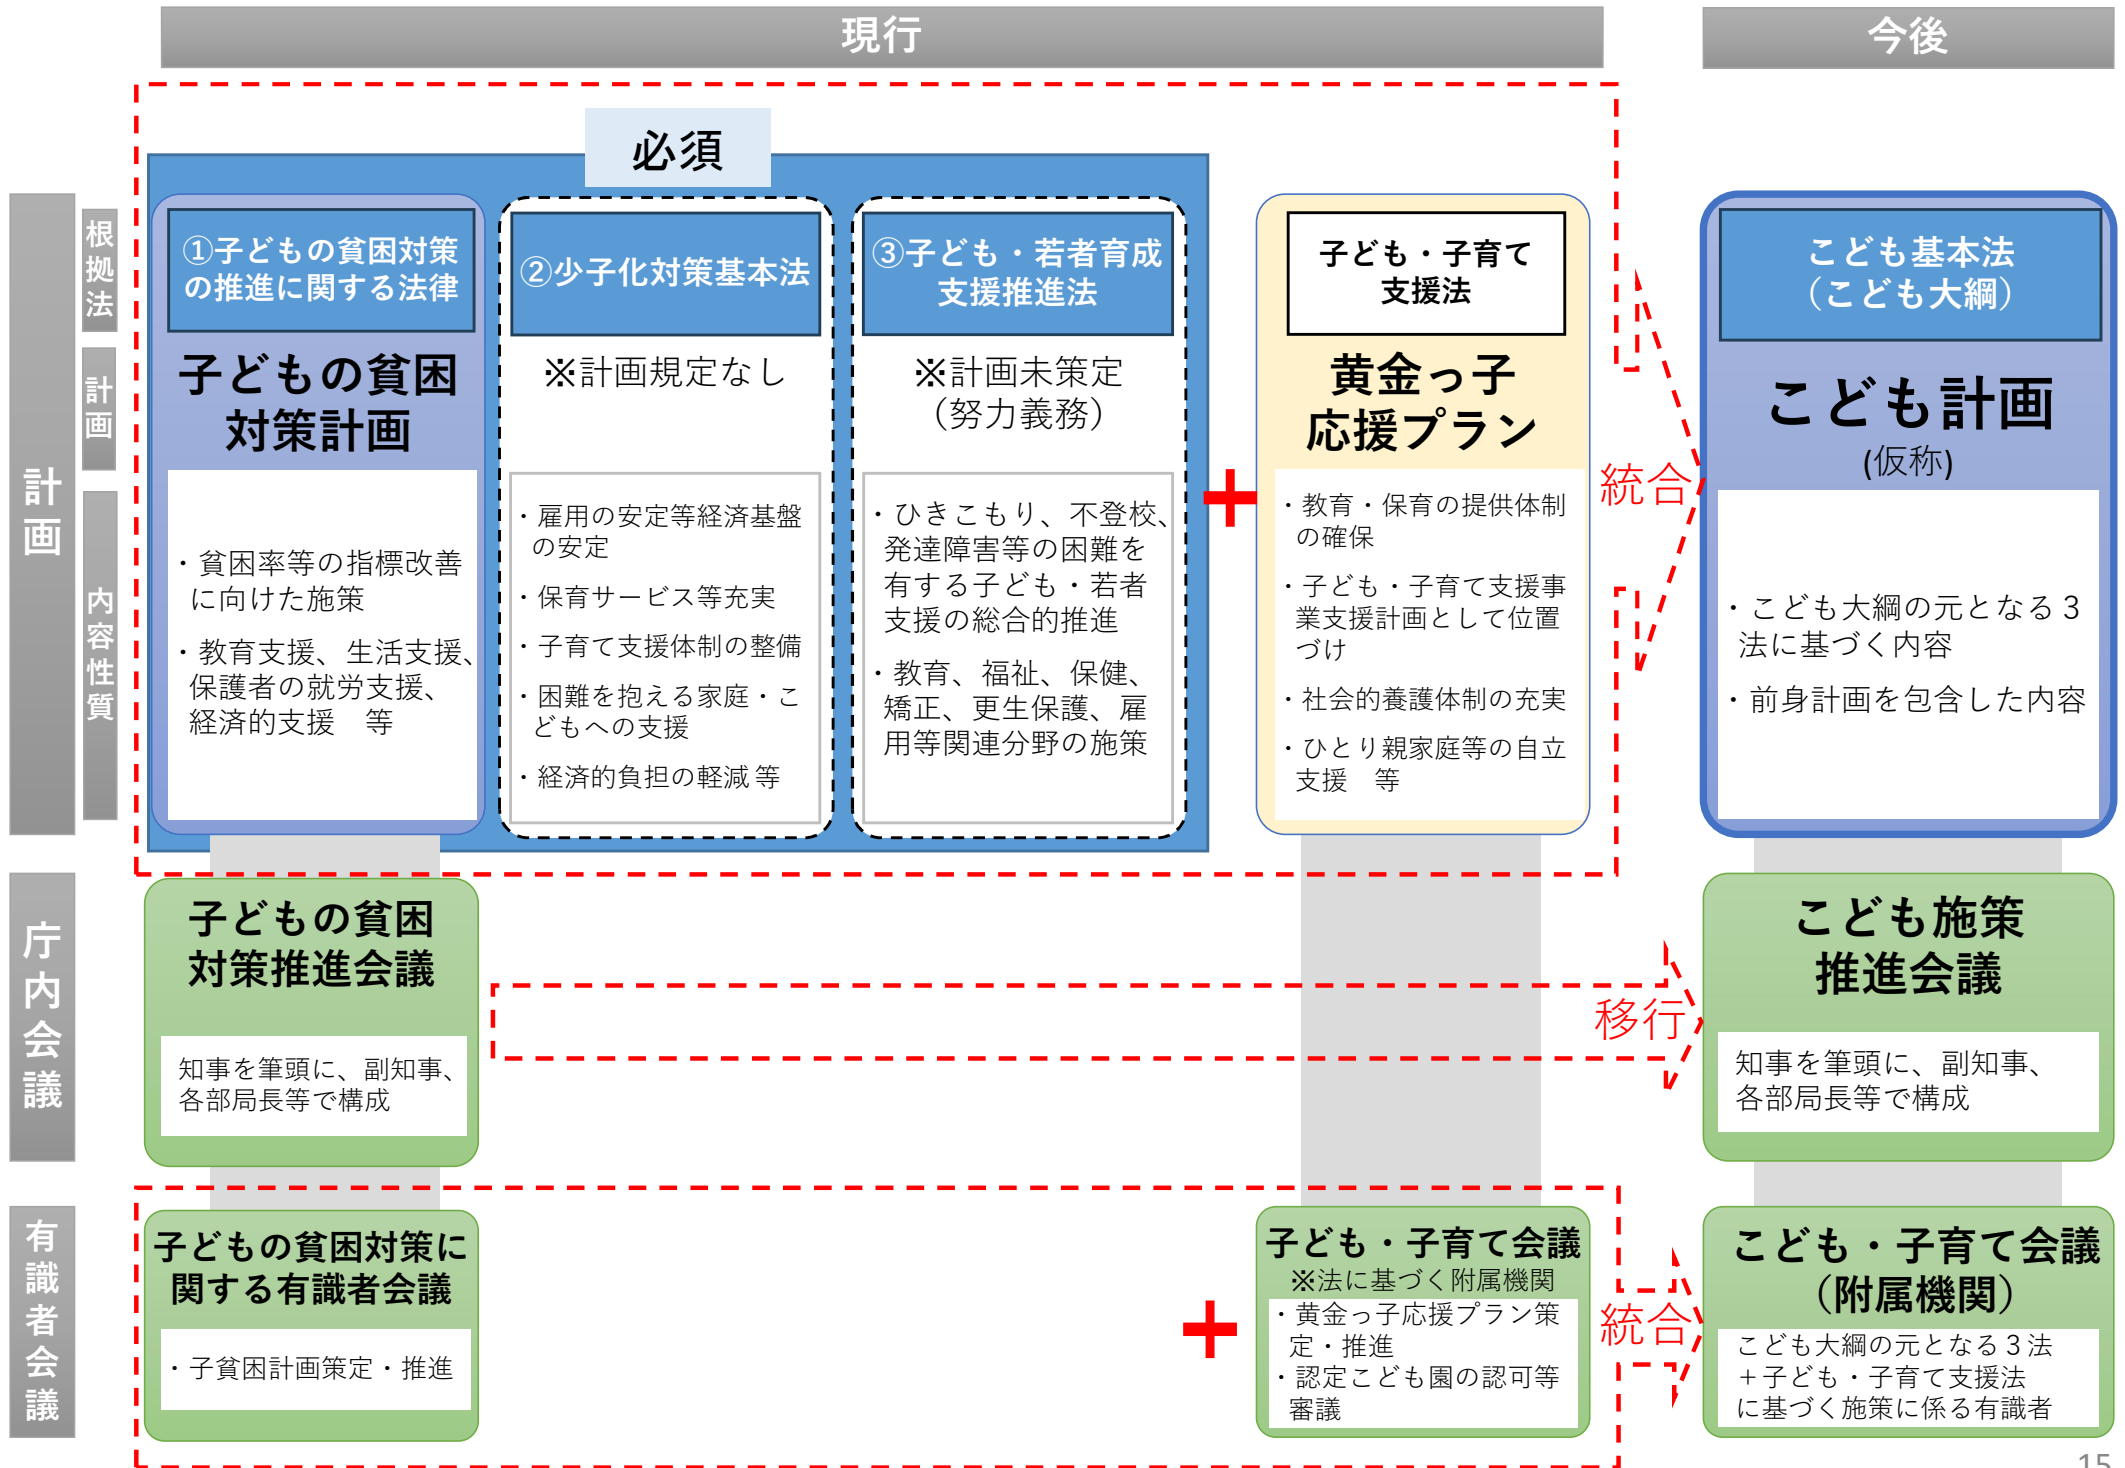 現行
今後
必須
計画
根拠法
計画
内容性質
①子どもの貧困対策
の推進に関する法律
子どもの貧困
対策計画
・貧困率等の指標改善
に向けた施策
・教育支援、生活支援、
保護者の就労支援、
経済的支援　等
②少子化対策基本法
※計画規定なし
・雇用の安定等経済基盤
の安定
・保育サービス等充実
・子育て支援体制の整備
・困難を抱える家庭・こ
どもへの支援
・経済的負担の軽減 等
③子ども・若者育成
支援推進法
※計画未策定
（努力義務）
・ひきこもり、不登校、
発達障害等の困難を
有する子ども・若者
支援の総合的推進
・教育、福祉、保健、
矯正、更生保護、雇
用等関連分野の施策
+
子ども・子育て
支援法
黄金っ子
応援プラン
・教育・保育の提供体制
の確保
・子ども・子育て支援事
業支援計画として位置
づけ
・社会的養護体制の充実
・ひとり親家庭等の自立
支援　等
統合
こども基本法
（こども大綱）
こども計画
(仮称)
・こども大綱の元となる３
法に基づく内容
・前身計画を包含した内容
庁内会議
子どもの貧困
対策推進会議
知事を筆頭に、副知事、
各部局長等で構成
移行
こども施策
推進会議
知事を筆頭に、副知事、
各部局長等で構成
有識者会議
子どもの貧困対策に
関する有識者会議
・子貧困計画策定・推進
+
子ども・子育て会議
※法に基づく附属機関
・黄金っ子応援プラン策
定・推進
・認定こども園の認可等
審議
統合
こども・子育て会議
（附属機関）
こども大綱の元となる３法
＋子ども・子育て支援法
に基づく施策に係る有識者
15